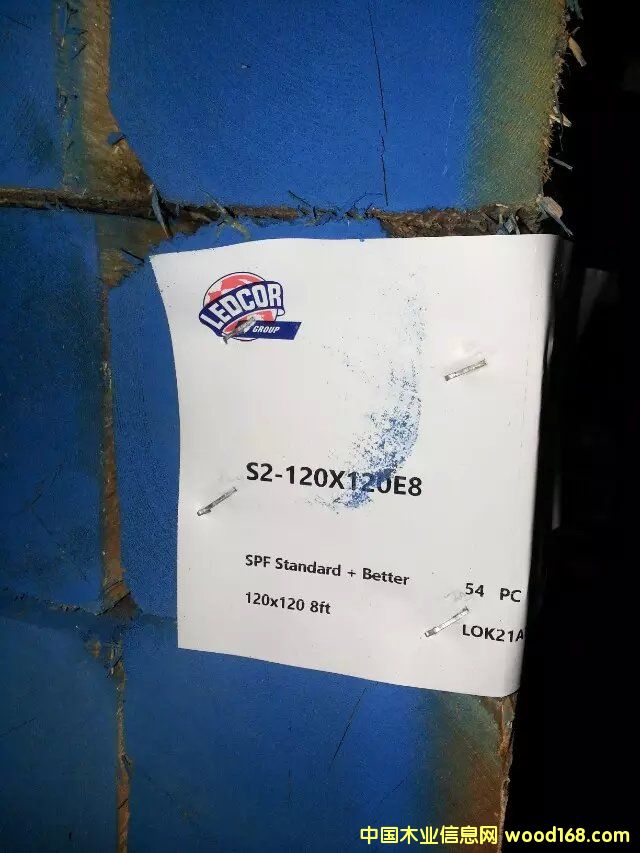 LEDCOR
GROUP
S2-120X120E8
SPF Standard + Better
54 PC
120x120 8ft
LOK21A
中国木业信息网 wood168.com